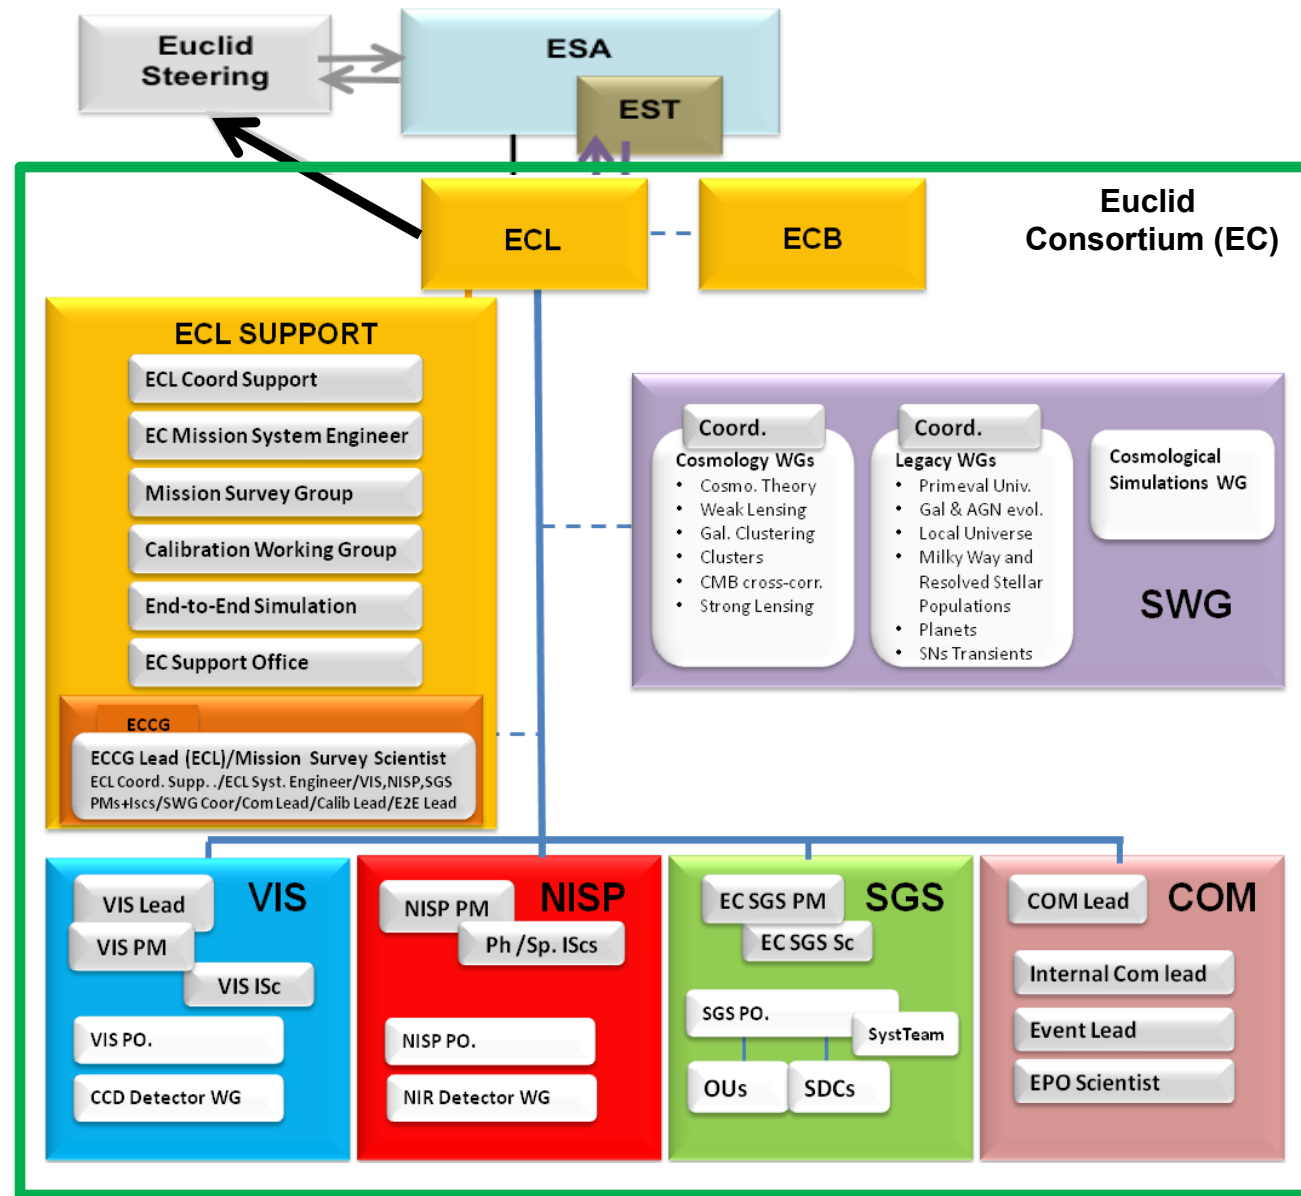 Euclid
Steering
ESA
EST
Euclid
Consortium (EC)
ECL
ECB
ECL SUPPORT
ECL Coord Support
EC Mission System Engineer
Mission Survey Group
Calibration Working Group
End-to-End Simulation
EC Support Office
ECCG
ECCG Lead (ECL)/Mission Survey Scientist
ECL Coord. Supp. ./ECL Syst. Engineer/VIS,NISP,SGS
PMs+Iscs/SWG Coor/Com Lead/Calib Lead/E2E Lead
Coord.
Cosmology WGs
• Cosmo. Theory
• Weak Lensing
• Gal. Clustering
• Clusters
• CMB cross-corr.
• Strong Lensing
Coord.
Legacy WGs
• Primeval Univ.
• Gal & AGN evol.
• Local Universe
• Milky Way and
Resolved Stellar
Populations
• Planets
• SNs Transients
Cosmological
Simulations WG
SWG
VIS
VIS Lead
VIS PM
VIS ISc
VIS PO.
CCD Detector WG
NISP
NISP PM
Ph /Sp. IScs
NISP PO.
NIR Detector WG
SGS
EC SGS PM
EC SGS Sc
SGS PO.
SystTeam
OUs
SDCs
COM
COM Lead
Internal Com lead
Event Lead
EPO Scientist